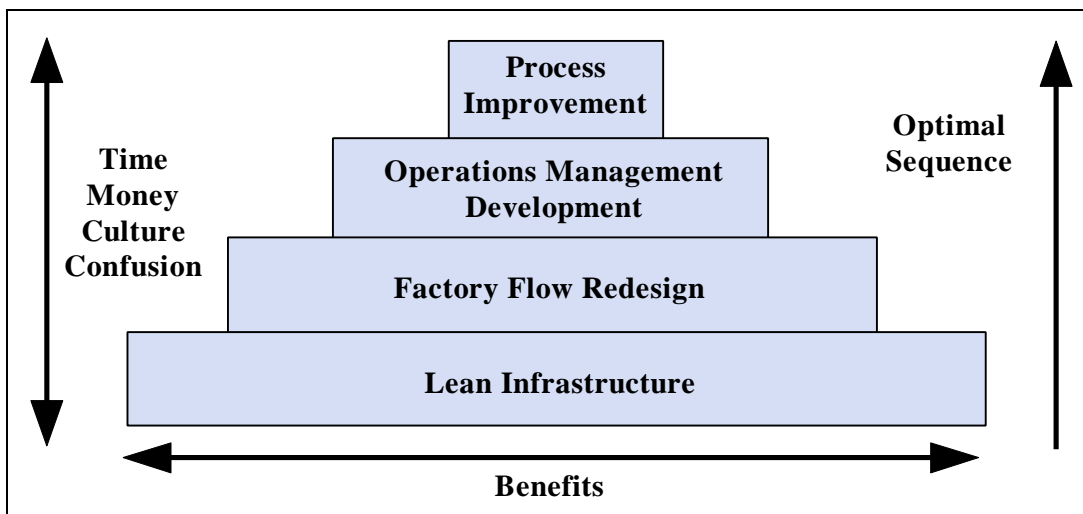 Process
Improvement
Operations Management
Development
Factory Flow Redesign
Lean Infrastructure
Time
Money
Culture
Confusion
Optimal
Sequence
Benefits